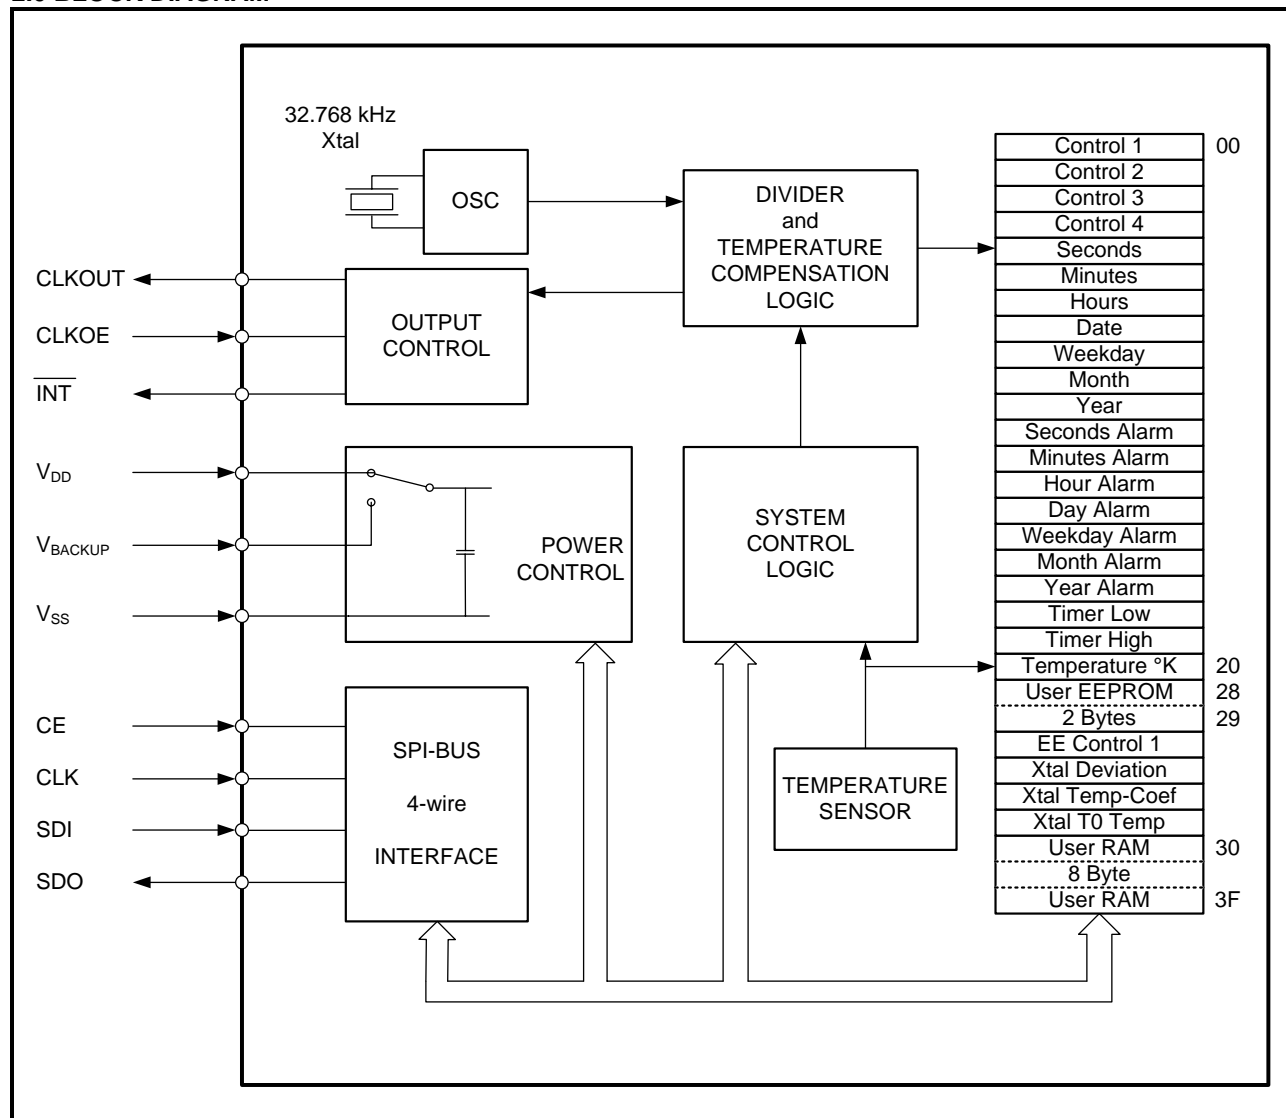 32.768 kHz
Xtal
OSC
DIVIDER
and
TEMPERATURE
COMPENSATION
LOGIC
CLKOUT
CLKOE
INT
OUTPUT
CONTROL
VDD
VBACKUP
VSS
POWER
CONTROL
SYSTEM
CONTROL
LOGIC
CE
CLK
SDI
SDO
SPI-BUS
4-wire
INTERFACE
TEMPERATURE
SENSOR
Control 1 00
Control 2
Control 3
Control 4
Seconds
Minutes
Hours
Date
Weekday
Month
Year
Seconds Alarm
Minutes Alarm
Hour Alarm
Day Alarm
Weekday Alarm
Month Alarm
Year Alarm
Timer Low
Timer High
Temperature °K 20
User EEPROM 28
2 Bytes 29
EE Control 1
Xtal Deviation
Xtal Temp-Coef
Xtal T0 Temp
User RAM 30
8 Byte
User RAM 3F